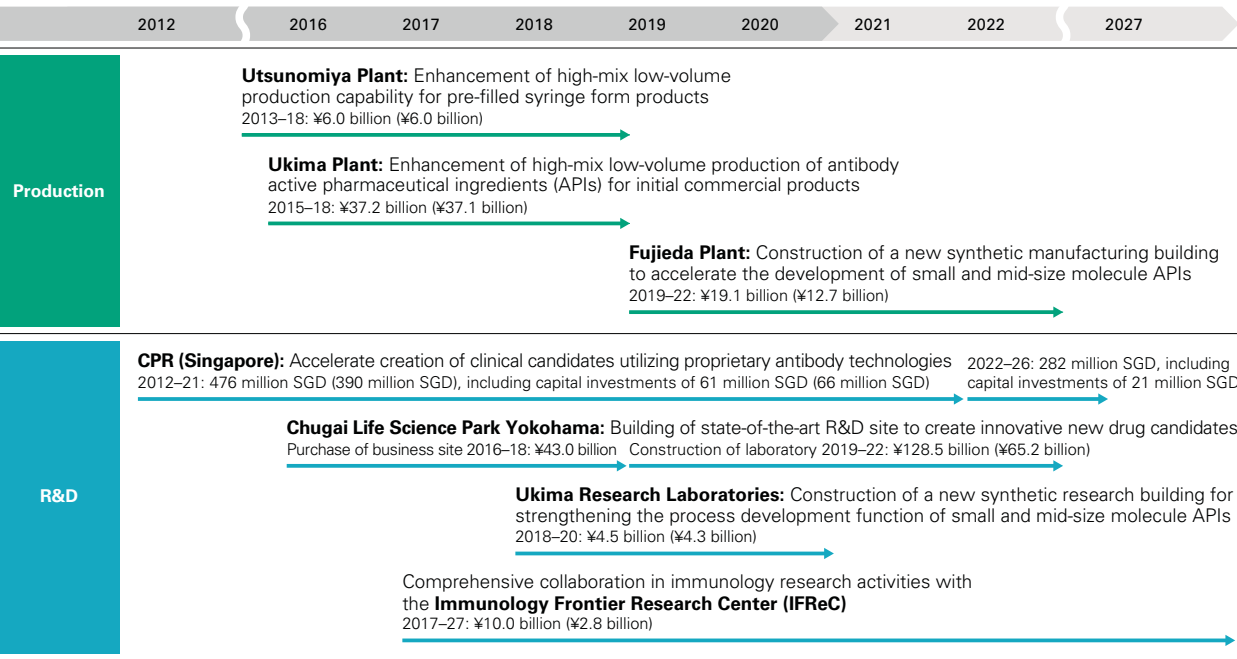 2012 2016 2017 2018 2019 2020 2021 2022 2027
Production
Utsunomiya Plant: Enhancement of high-mix low-volume
production capability for pre-filled syringe form products
2013–18: ¥6.0 billion (¥6.0 billion)
Ukima Plant: Enhancement of high-mix low-volume production of antibody
active pharmaceutical ingredients (APIs) for initial commercial products
2015–18: ¥37.2 billion (¥37.1 billion)
Fujieda Plant: Construction of a new synthetic manufacturing building
to accelerate the development of small and mid-size molecule APIs
2019–22: ¥19.1 billion (¥12.7 billion)
R&D
CPR (Singapore): Accelerate creation of clinical candidates utilizing proprietary antibody technologies
2012–21: 476 million SGD (390 million SGD), including capital investments of 61 million SGD (66 million SGD)
2022–26: 282 million SGD, including
capital investments of 21 million SGD
Chugai Life Science Park Yokohama: Building of state-of-the-art R&D site to create innovative new drug candidates
Purchase of business site 2016–18: ¥43.0 billion
Construction of laboratory 2019–22: ¥128.5 billion (¥65.2 billion)
Ukima Research Laboratories: Construction of a new synthetic research building for
strengthening the process development function of small and mid-size molecule APIs
2018–20: ¥4.5 billion (¥4.3 billion)
Comprehensive collaboration in immunology research activities with
the Immunology Frontier Research Center (IFReC)
2017–27: ¥10.0 billion (¥2.8 billion)